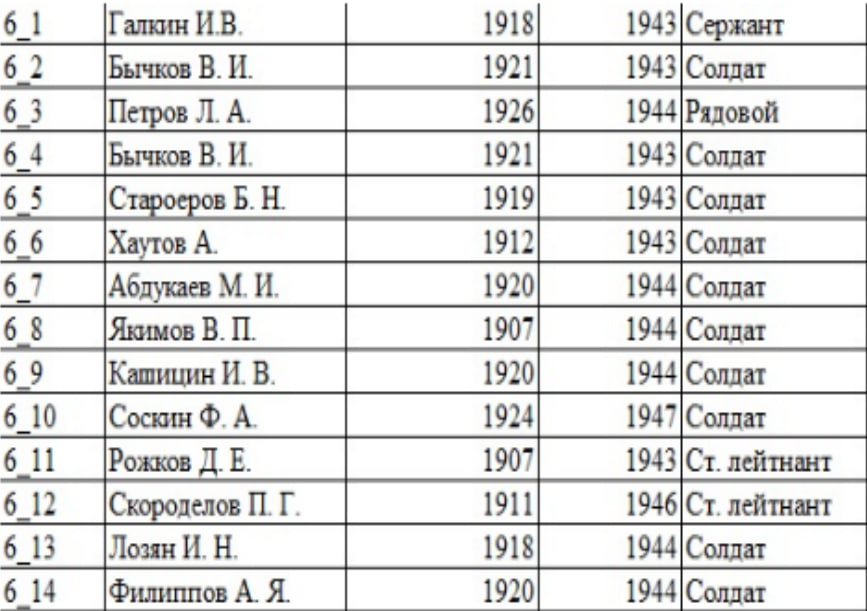 6_1 Галкин И.В. 1918 1943 Сержант
6_2 Бычков В. И. 1921 1943 Солдат
6_3 Петров Л. А. 1926 1944 Рядовой
6_4 Бычков В. И. 1921 1943 Солдат
6_5 Староеров Б. Н. 1919 1943 Солдат
6_6 Хаутов А. 1912 1943 Солдат
6_7 Абдукаев М. И. 1920 1944 Солдат
6_8 Якимов В. П. 1907 1944 Солдат
6_9 Кашицин И. В. 1920 1944 Солдат
6_10 Соскин Ф. А. 1924 1947 Солдат
6_11 Рожков Д. Е. 1907 1943 Ст. лейтнант
6_12 Скороделов П. Г. 1911 1946 Ст. лейтнант
6_13 Лозян И. Н. 1918 1944 Солдат
6_14 Филиппов А. Я. 1920 1944 Солдат